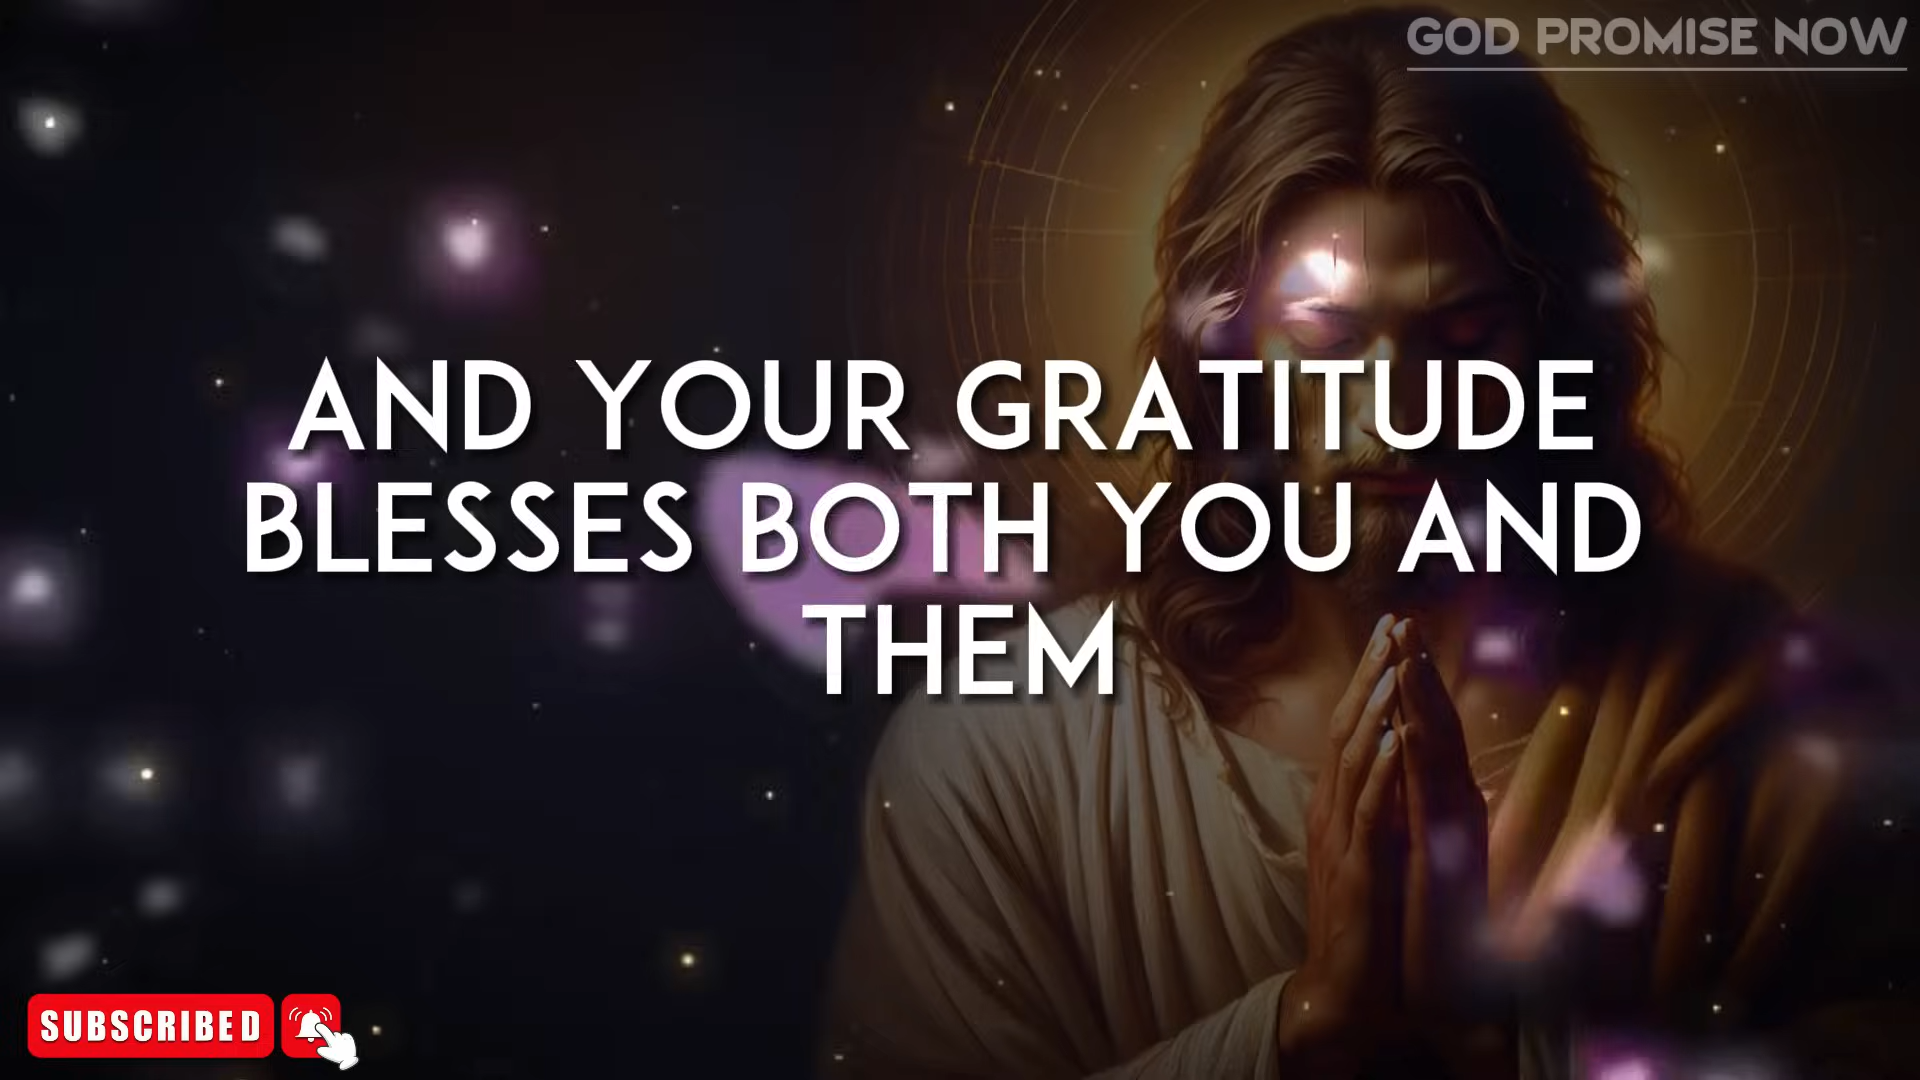 GOD PROMISE NOW
AND YOUR GRATITUDE
BLESSES BOTH YOU AND
THEM
SUBSCRIBED